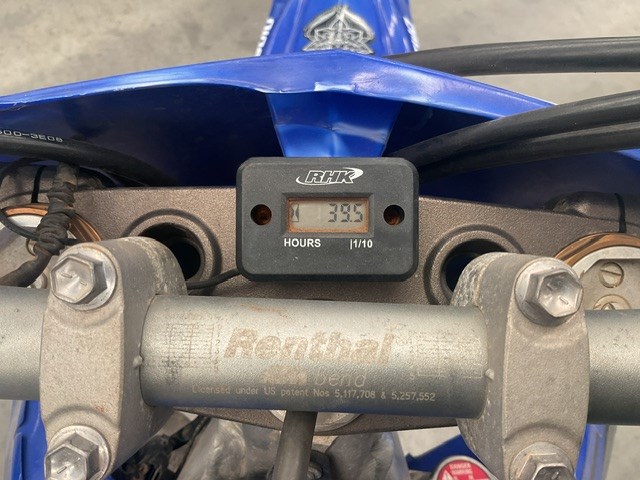 RHK
39.5
HOURS |1/10
Renthal
bend
Licensed under US patent Nos 5,117,708 & 5,257,552
DANGER